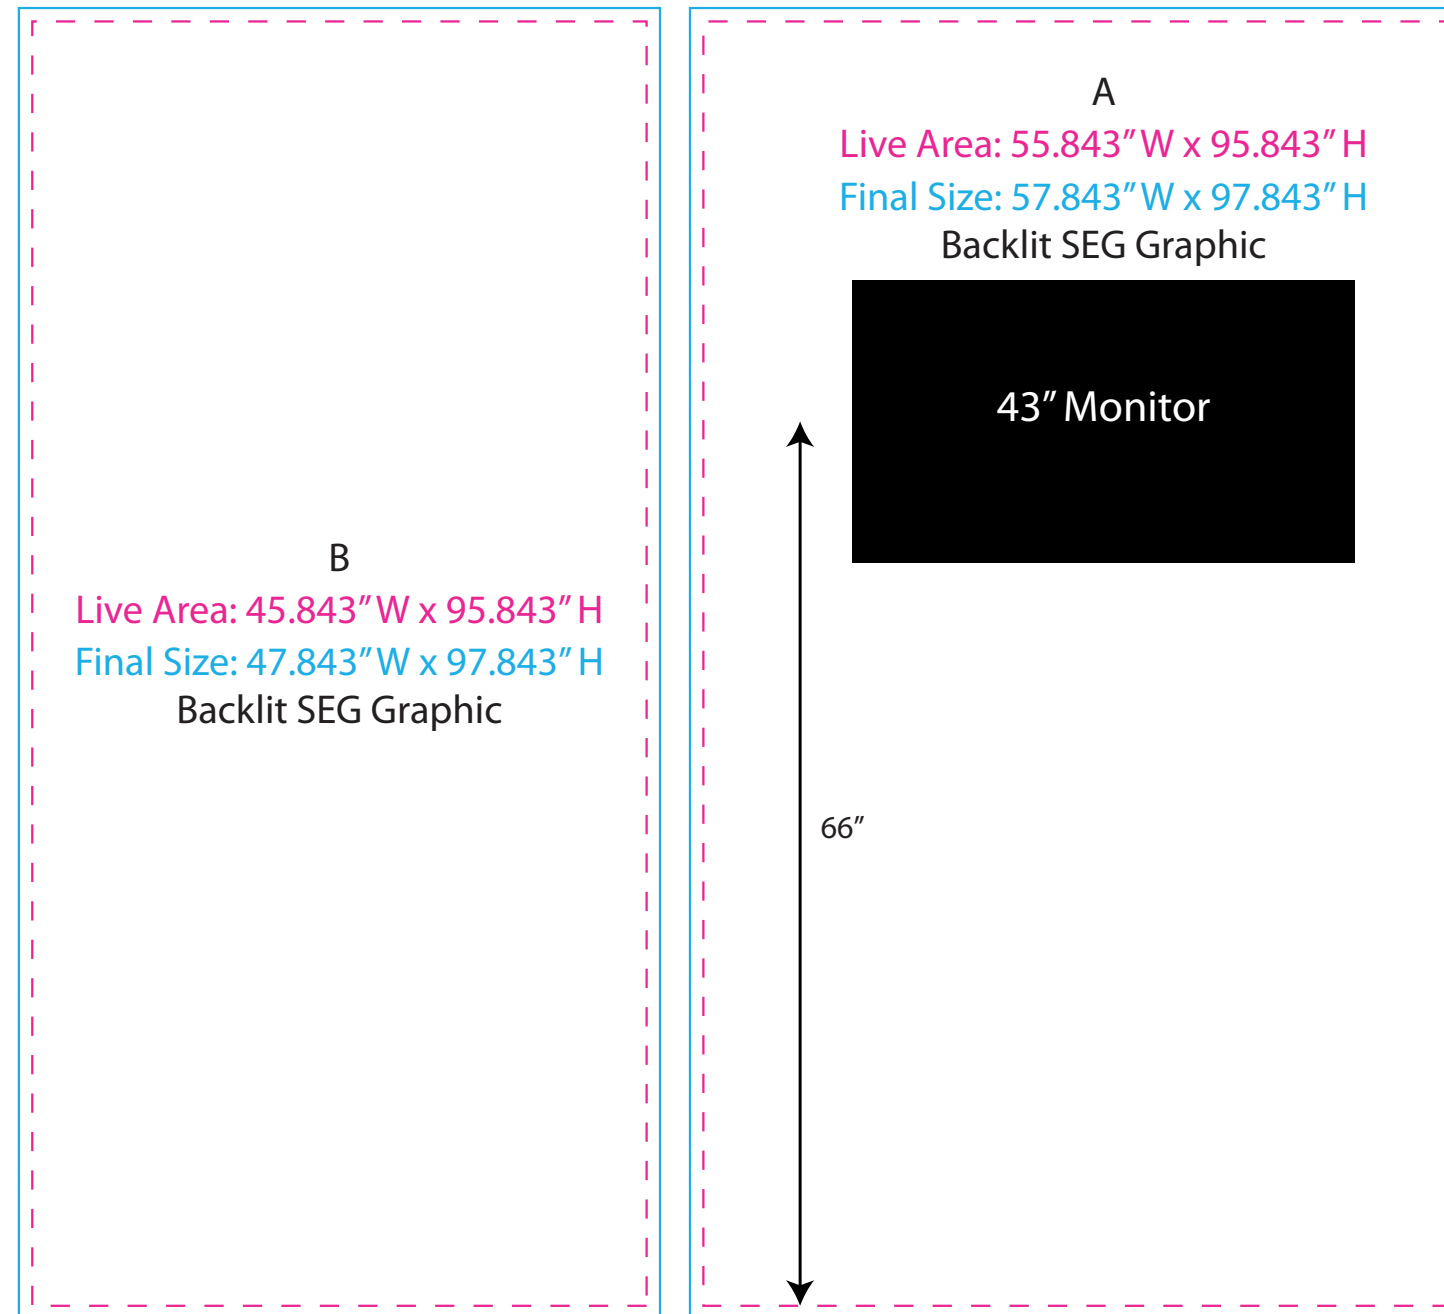 B
Live Area: 45.843” W x 95.843” H
Final Size: 47.843” W x 97.843” H
Backlit SEG Graphic
A
Live Area: 55.843” W x 95.843” H
Final Size: 57.843” W x 97.843” H
Backlit SEG Graphic
43” Monitor
66”